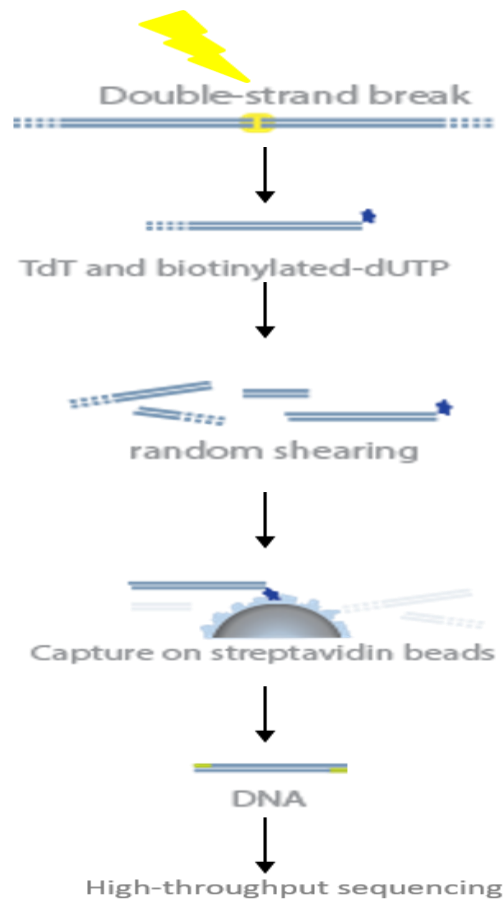 Double-strand break
TdT and biotinylated-dUTP
random shearing
Capture on streptavidin beads
DNA
High-throughput sequencing